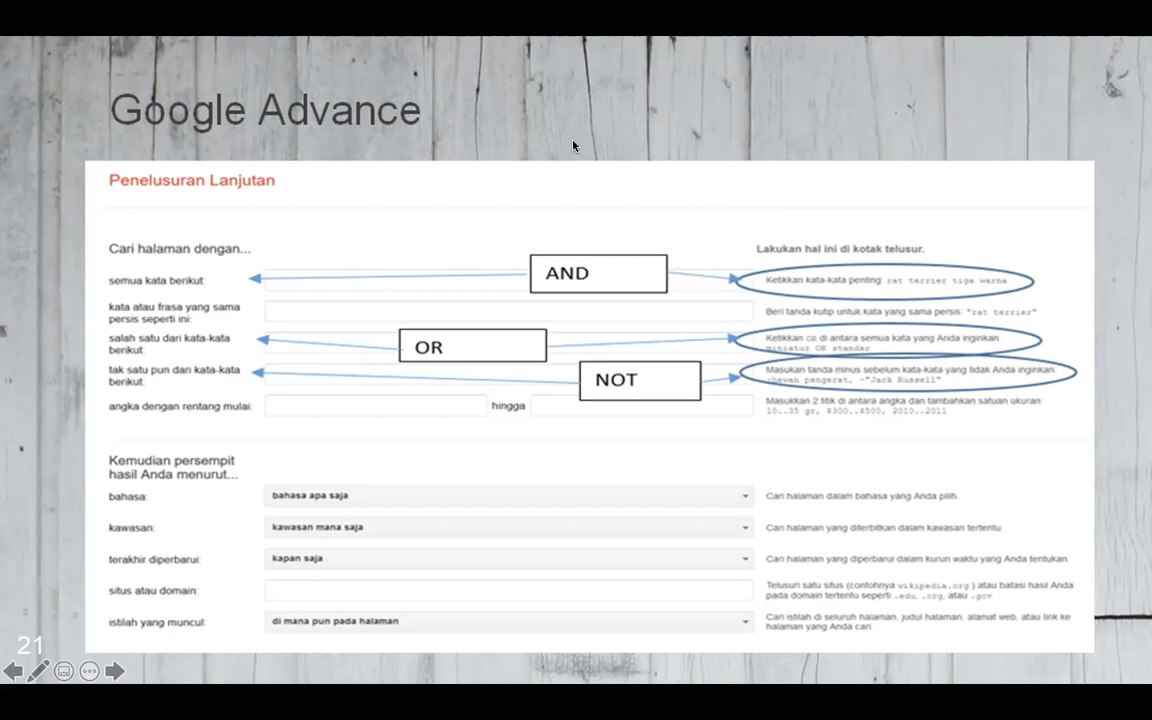 Google Advance
Penelusuran Lanjutan
Cari halaman dengan...
Lakukan hal ini di kotak telusur.
semua kata berikut:
AND
Ketikkan kata-kata penting: rat terrier tiga warna
kata atau frasa yang sama
persis seperti ini:
Beri tanda kutip untuk kata yang sama persis: "rat terrier"
salah satu dari kata-kata
berikut:
OR
Ketikkan OR di antara semua kata yang Anda inginkan:
miniatur OR standar
tak satu pun dari kata-kata
berikut:
NOT
Masukan tanda minus sebelum kata-kata yang tidak Anda inginkan:
-hewan pengerat, -"Jack Russell"
angka dengan rentang mulai:
hingga
Masukkan 2 titik di antara angka dan tambahkan satuan ukuran:
10..35 gr, $300..$500, 2010..2011
Kemudian persempit
hasil Anda menurut...
bahasa:
bahasa apa saja
Cari halaman dalam bahasa yang Anda pilih.
kawasan:
kawasan mana saja
Cari halaman yang diterbitkan dalam kawasan tertentu.
terakhir diperbarui:
kapan saja
Cari halaman yang diperbarui dalam kurun waktu yang Anda tentukan.
situs atau domain:
Telusuri satu situs (contohnya wikipedia.org ) atau batasi hasil Anda
pada domain tertentu seperti .edu, .org, atau .gov
istilah yang muncul:
di mana pun pada halaman
Cari istilah di seluruh halaman, judul halaman, alamat web, atau link ke
halaman yang Anda cari.
21